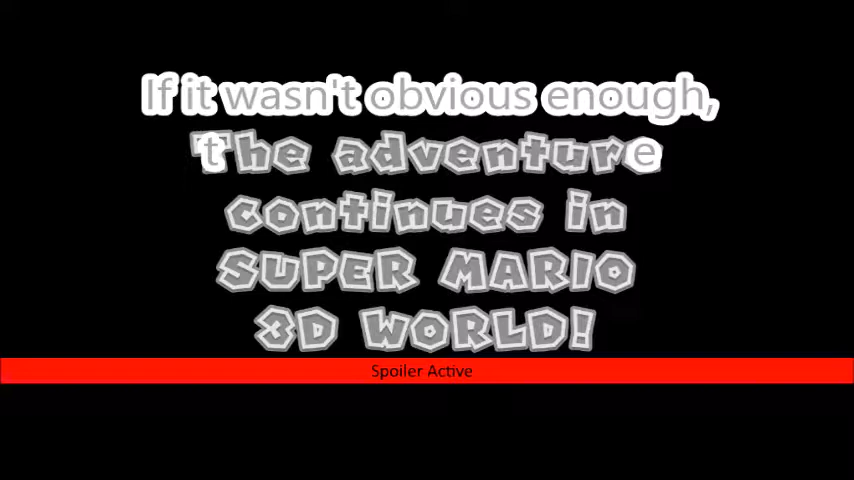 If it wasn't obvious enough,
The adventure
continues in
SUPER MARIO
3D WORLD!
Spoiler Active